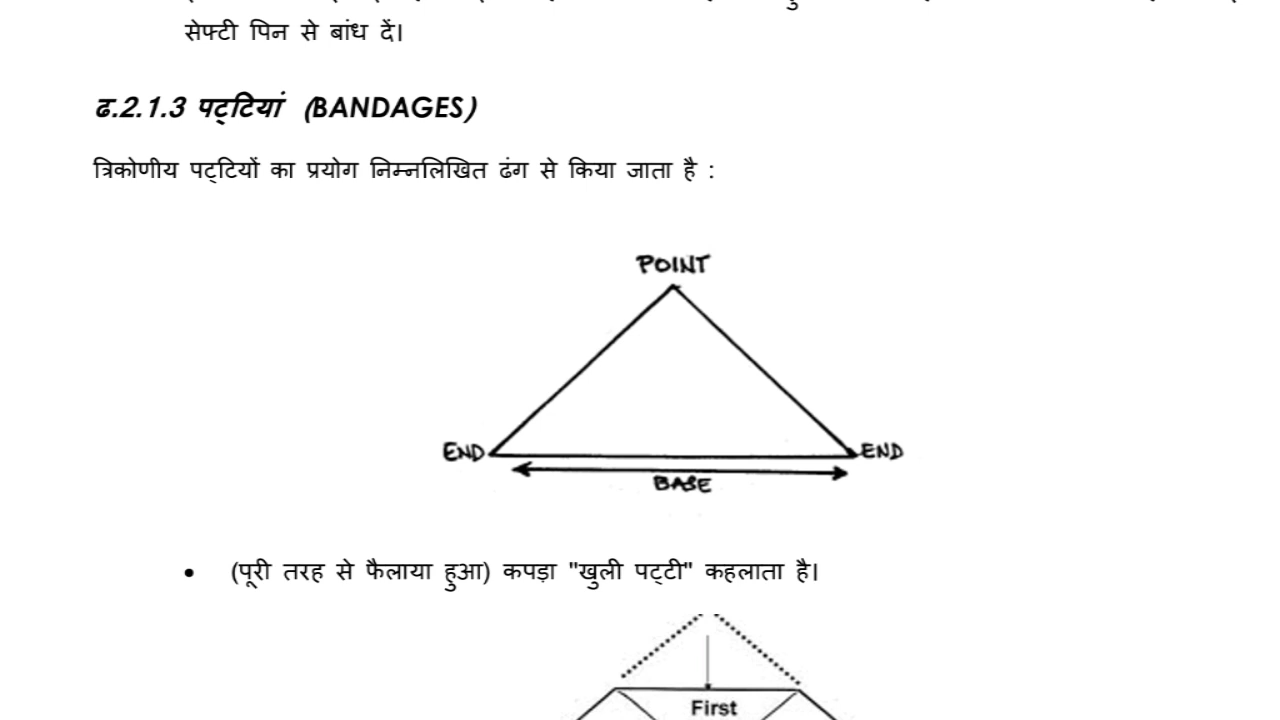 सेफ्टी पिन से बांध दें।
ढ.2.1.3 पट्टियां (BANDAGES)
त्रिकोणीय पट्टियों का प्रयोग निम्नलिखित ढंग से किया जाता है :
POINT
END END
BASE
• (पूरी तरह से फैलाया हुआ) कपड़ा "खुली पट्टी" कहलाता है।
First